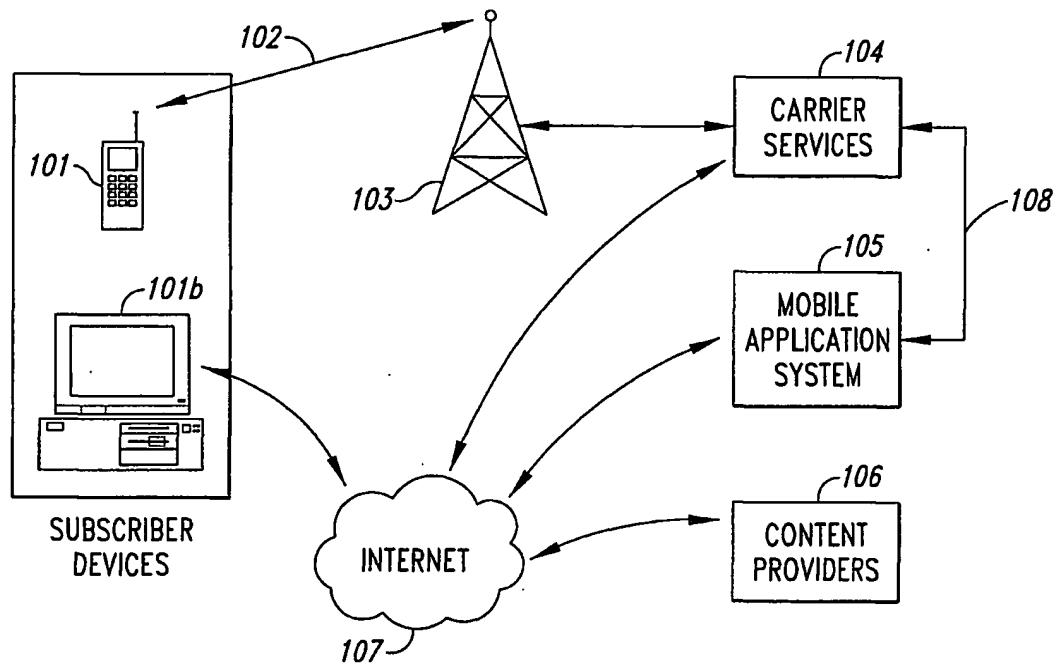 102
104
CARRIER
SERVICES
101
103
108
105
101b
MOBILE
APPLICATION
SYSTEM
106
SUBSCRIBER
DEVICES
INTERNET
CONTENT
PROVIDERS
107